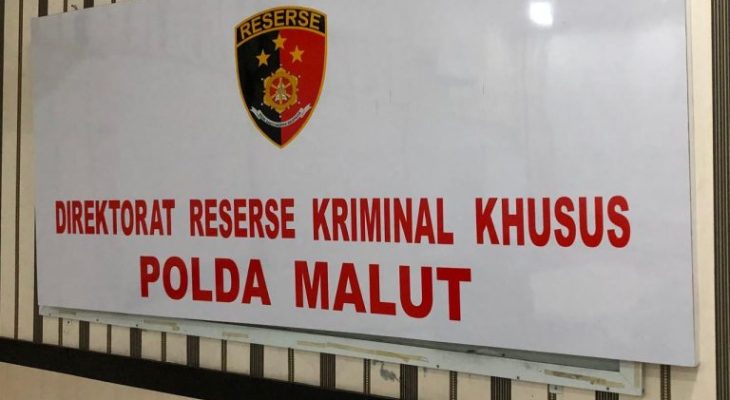 RESERSE
DIREKTORAT RESERSE KRIMINAL KHUSUS
POLDA MALUT